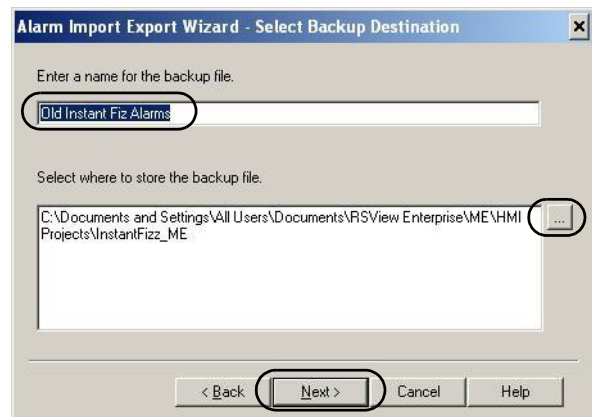 Alarm Import Export Wizard - Select Backup Destination
Enter a name for the backup file.
Old Instant Fiz Alarms
Select where to store the backup file.
C:\Documents and Settings\All Users\Documents\RSView Enterprise\ME\HMI
Projects\InstantFizz_ME
...
< Back Next > Cancel Help